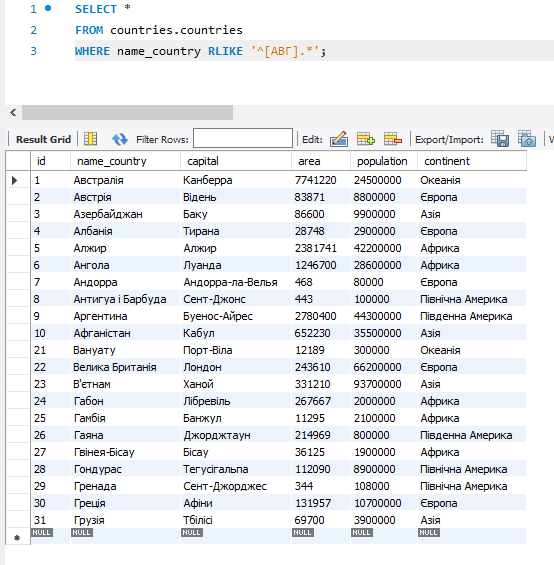 1 SELECT *
2 FROM countries.countries
3 WHERE name_country RLIKE '^[АВГ].*';
Result Grid Filter Rows: Edit: Export/Import:
id name_country capital area population continent
1 Австралія Канберра 7741220 24500000 Океанія
2 Австрія Відень 83871 8800000 Європа
3 Азербайджан Баку 86600 9900000 Азія
4 Албанія Тирана 28748 2900000 Європа
5 Алжир Алжир 2381741 42200000 Африка
6 Ангола Луанда 1246700 28600000 Африка
7 Андорра Андорра-ла-Велья 468 80000 Європа
8 Антигуа і Барбуда Сент-Джонс 443 100000 Північна Америка
9 Аргентина Буенос-Айрес 2780400 44300000 Південна Америка
10 Афганістан Кабул 652230 35500000 Азія
21 Вануату Порт-Віла 12189 300000 Океанія
22 Велика Британія Лондон 243610 66200000 Європа
23 В'єтнам Ханой 331210 93700000 Азія
24 Габон Лібревіль 267667 2000000 Африка
25 Гамбія Банжул 11295 2100000 Африка
26 Гаяна Джорджтаун 214969 800000 Південна Америка
27 Гвінея-Бісау Бісау 36125 1900000 Африка
28 Гондурас Тегусігальпа 112090 8900000 Північна Америка
29 Гренада Сент-Джорджес 344 108000 Північна Америка
30 Греція Афіни 131957 10700000 Європа
31 Грузія Тбілісі 69700 3900000 Азія
NULL NULL NULL NULL NULL NULL